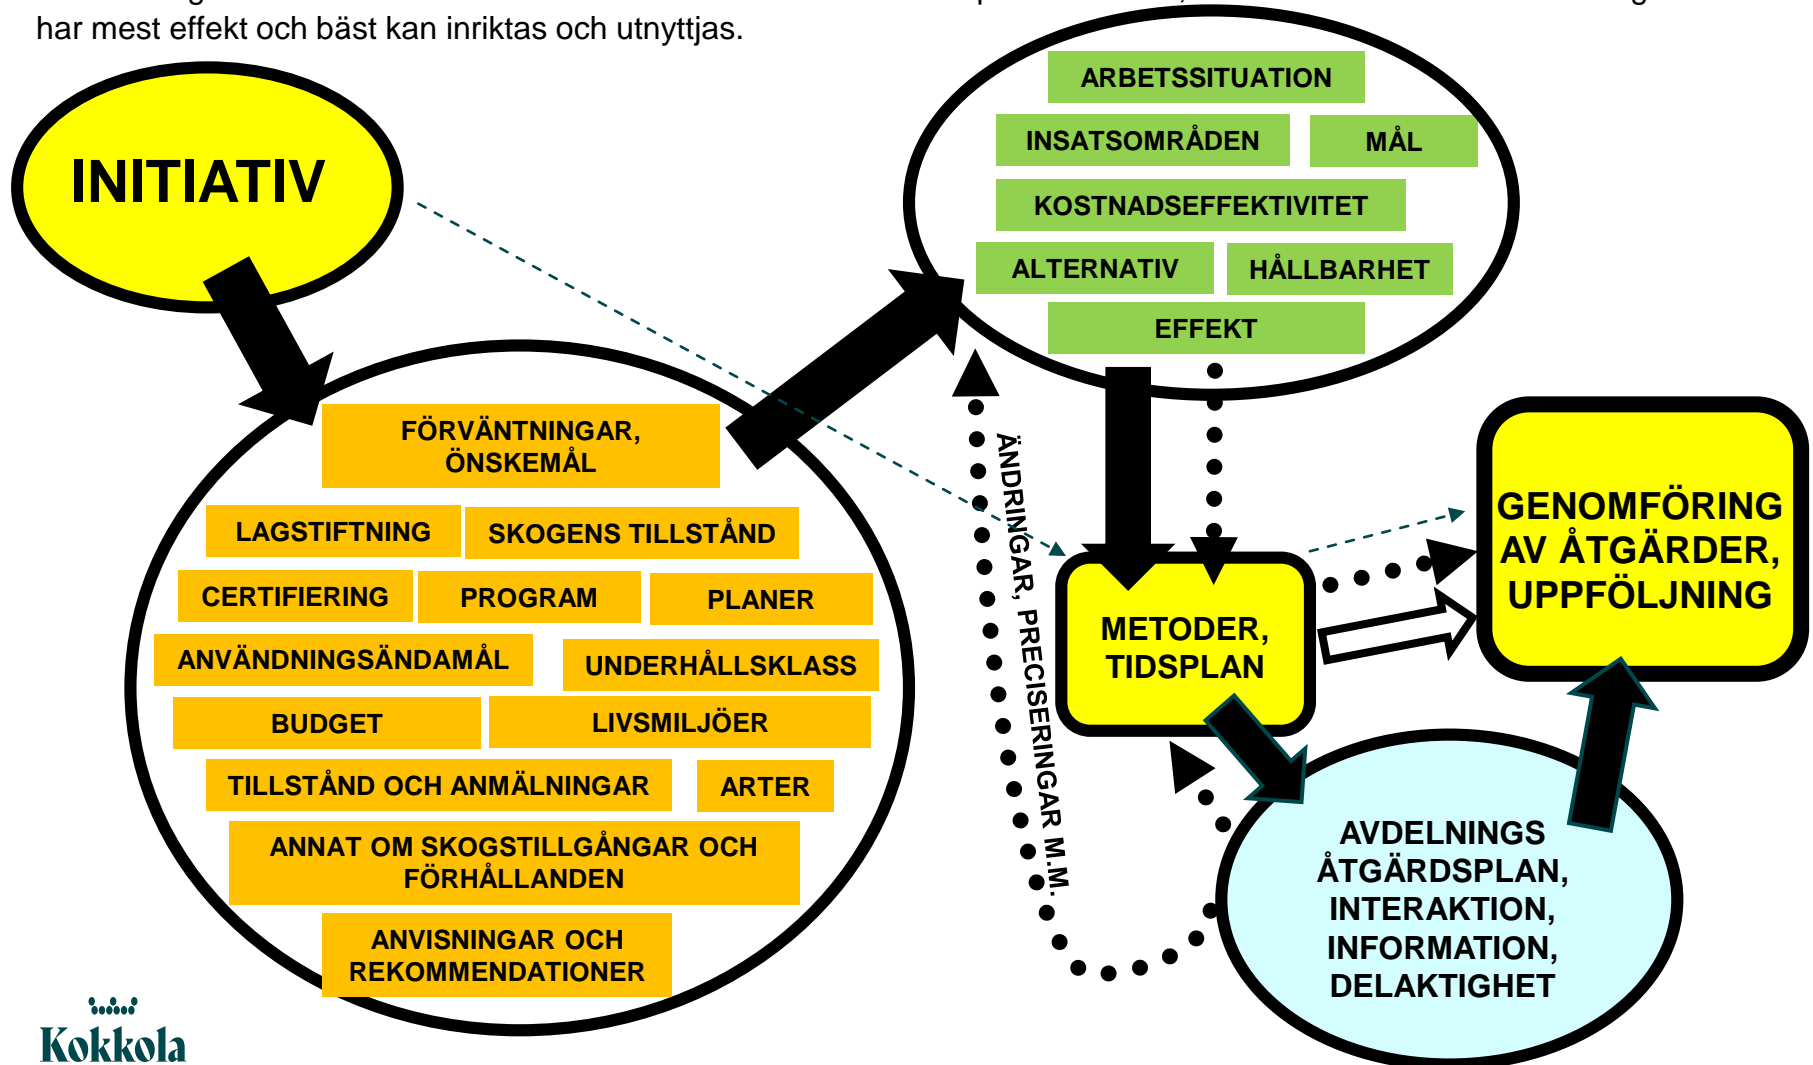 har mest effekt och bäst kan inriktas och utnyttjas.
INITIATIV
ARBETSSITUATION
INSATSOMRÅDEN
MÅL
KOSTNADSEFFEKTIVITET
ALTERNATIV
HÅLLBARHET
EFFEKT
FÖRVÄNTNINGAR,
ÖNSKEMÅL
LAGSTIFTNING
SKOGENS TILLSTÅND
CERTIFIERING
PROGRAM
PLANER
ANVÄNDNINGSÄNDAMÅL
UNDERHÅLLSKLASS
BUDGET
LIVSMILJÖER
TILLSTÅND OCH ANMÄLNINGAR
ARTER
ANNAT OM SKOGSTILLGÅNGAR OCH
FÖRHÅLLANDEN
ANVISNINGAR OCH
REKOMMENDATIONER
ÄNDRINGAR, PRECISERINGAR M.M.
METODER,
TIDSPLAN
GENOMFÖRING
AV ÅTGÄRDER,
UPPFÖLJNING
AVDELNINGS
ÅTGÄRDSPLAN,
INTERAKTION,
INFORMATION,
DELAKTIGHET
Kokkola